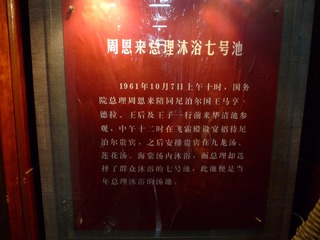 周恩来总理沐浴七号池
1961年10月7日上午十时，国务
院总理周恩来陪同尼泊尔国王马亨·
德拉、王后及王子一行前来华清池参
观，中午十二时在飞霜殿设宴招待尼
泊尔贵宾，之后安排贵宾在九龙汤、
莲花汤、海棠汤内沐浴，而总理却选
择了群众沐浴的七号池，此池便是当
年总理沐浴的汤池。